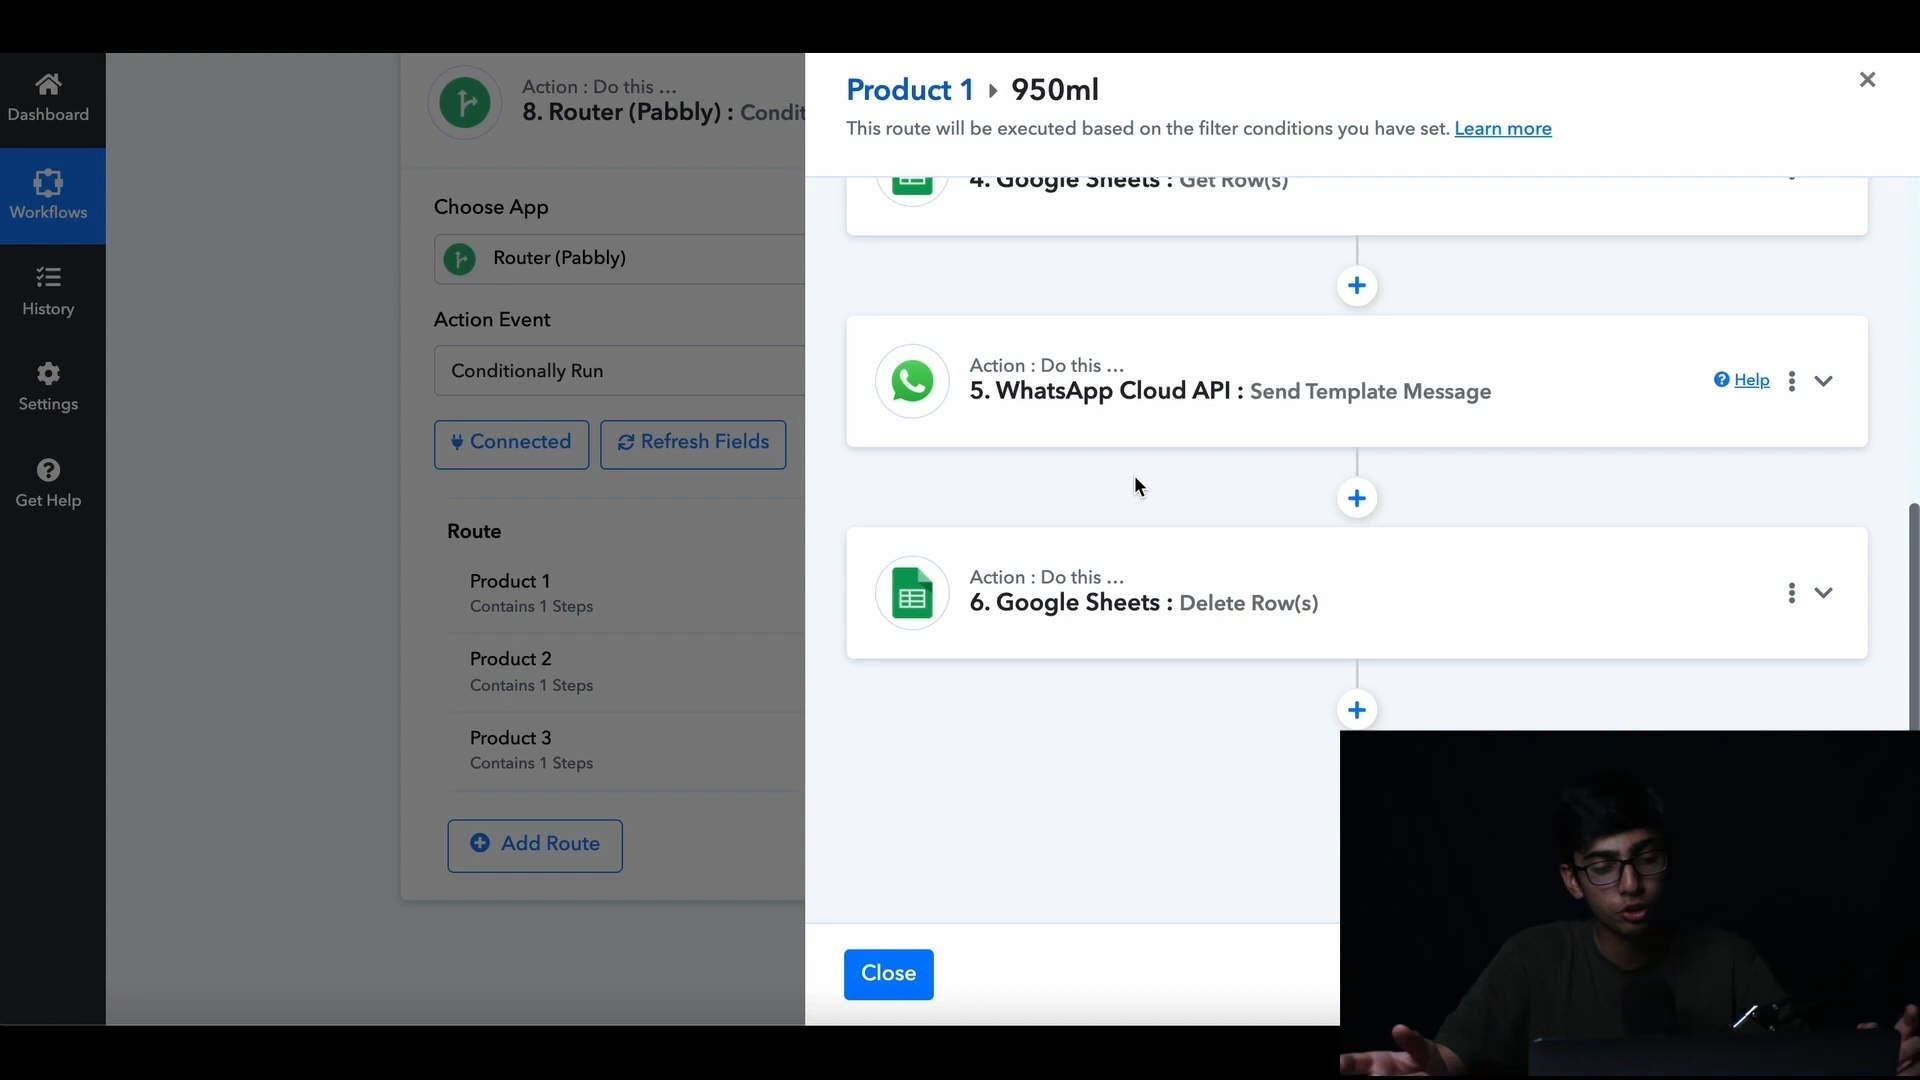 Dashboard
Workflows
History
Settings
Get Help
Action : Do this ...
8. Router (Pabbly) : Condit
Choose App
Router (Pabbly)
Action Event
Conditionally Run
Connected
Refresh Fields
Route
Product 1
Contains 1 Steps
Product 2
Contains 1 Steps
Product 3
Contains 1 Steps
Add Route
Product 1 950ml
This route will be executed based on the filter conditions you have set. Learn more
4. Google Sheets : Get Row(s)
Action : Do this ...
5. WhatsApp Cloud API : Send Template Message
Help
Action : Do this ...
6. Google Sheets : Delete Row(s)
Close